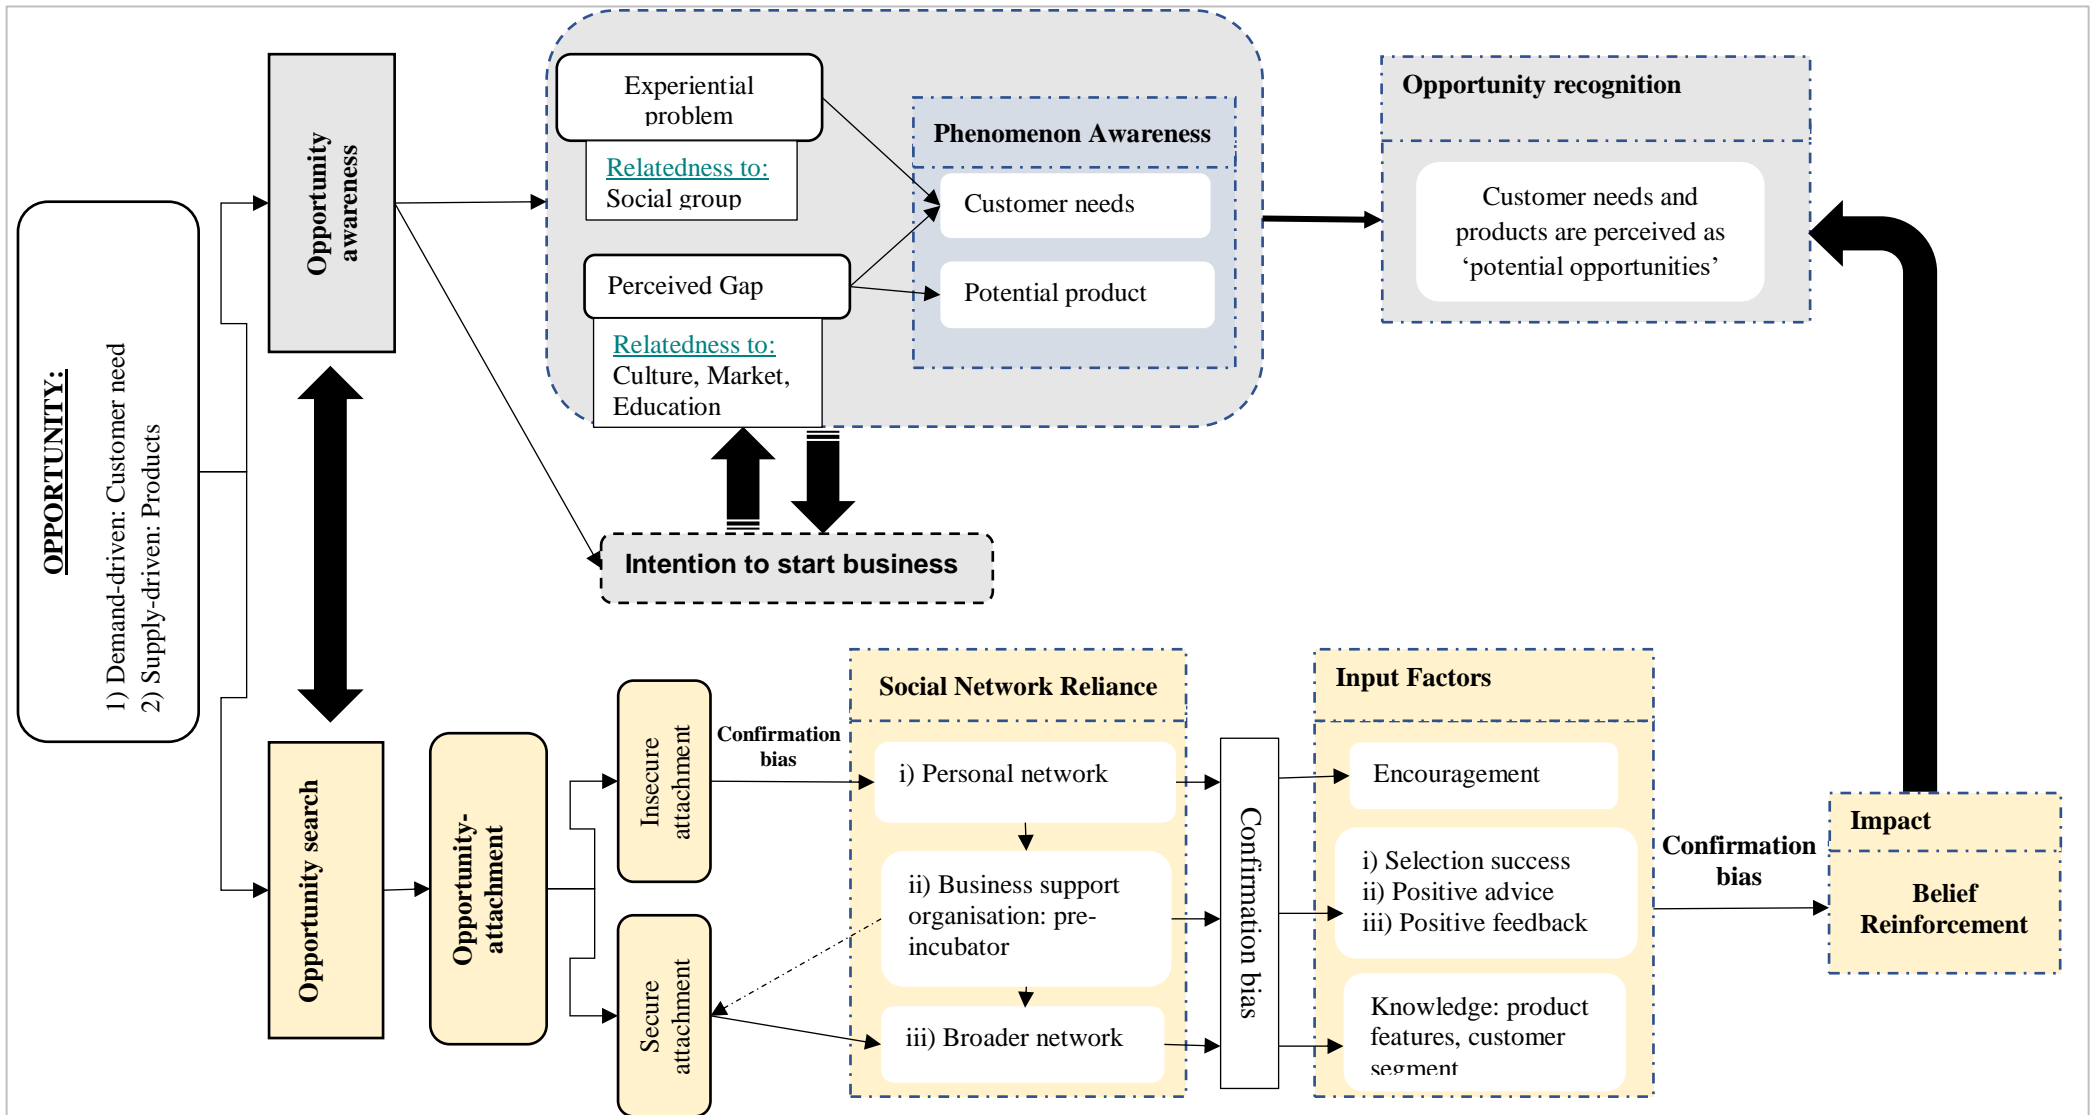 OPPORTUNITY:
1) Demand-driven: Customer need
2) Supply-driven: Products
Opportunity
awareness
Experiential
problem
Relatedness to:
Social group
Perceived Gap
Relatedness to:
Culture, Market,
Education
Phenomenon Awareness
Customer needs
Potential product
Opportunity recognition
Customer needs and
products are perceived as
‘potential opportunities’
Intention to start business
Opportunity search
Opportunity-
attachment
Insecure
attachment
Secure
attachment
Confirmation
bias
Social Network Reliance
i) Personal network
ii) Business support
organisation: pre-
incubator
iii) Broader network
Confirmation bias
Input Factors
Encouragement
i) Selection success
ii) Positive advice
iii) Positive feedback
Knowledge: product
features, customer
segment
Confirmation
bias
Impact
Belief
Reinforcement